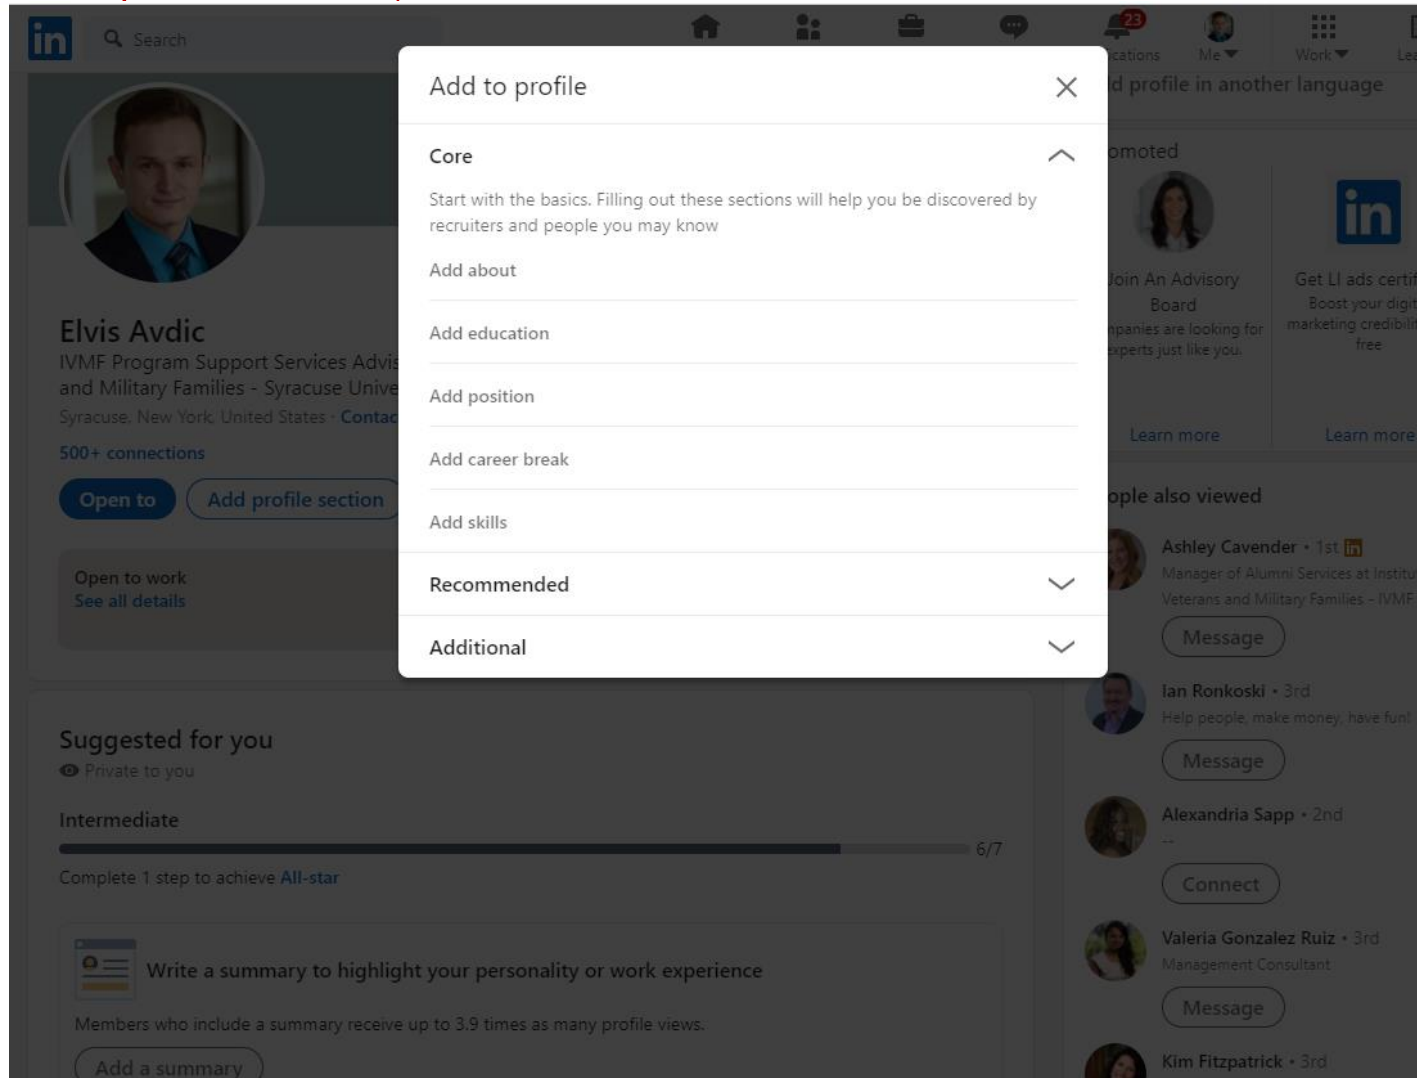 in
Search
23
ications
Me
Work
Lea
Add to profile
d profile in another language
Core
Start with the basics. Filling out these sections will help you be discovered by
recruiters and people you may know
Add about
Add education
Add position
Add career break
Add skills
Recommended
Additional
Elvis Avdic
IVMF Program Support Services Advis
and Military Families - Syracuse Unive
Syracuse, New York, United States · Contac
500+ connections
Open to
Add profile section
Open to work
See all details
Suggested for you
Private to you
Intermediate
6/7
Complete 1 step to achieve All-star
Write a summary to highlight your personality or work experience
Members who include a summary receive up to 3.9 times as many profile views.
Add a summary
omoted
in
Join An Advisory
Board
mpanies are looking for
experts just like you.
Learn more
Get LI ads certif
Boost your digit
marketing credibilit
free
Learn more
ople also viewed
Ashley Cavender • 1st in
Manager of Alumni Services at Institu
Veterans and Military Families - IVMF
Message
Ian Ronkoski • 3rd
Help people, make money, have fun!
Message
Alexandria Sapp • 2nd
--
Connect
Valeria Gonzalez Ruiz • 3rd
Management Consultant
Message
Kim Fitzpatrick • 3rd